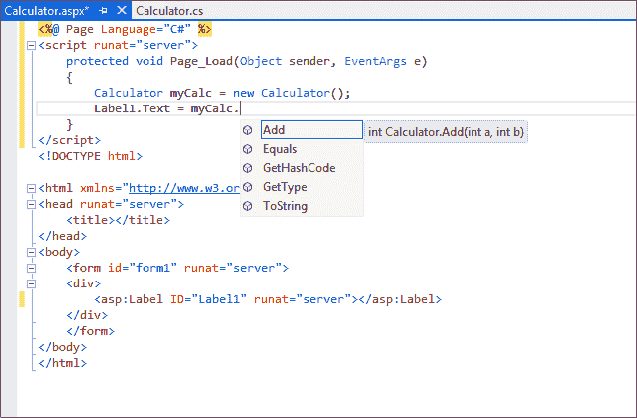 Calculator.aspx* Calculator.cs
<%@ Page Language="C#" %>
<script runat="server">
protected void Page_Load(Object sender, EventArgs e)
{
Calculator myCalc = new Calculator();
Label1.Text = myCalc.
}
Add int Calculator.Add(int a, int b)
Equals
GetHashCode
GetType
ToString
</script>
<!DOCTYPE html>
<html xmlns="http://www.w3.or
<head runat="server">
<title></title>
</head>
<body>
<form id="form1" runat="server">
<div>
<asp:Label ID="Label1" runat="server"></asp:Label>
</div>
</form>
</body>
</html>